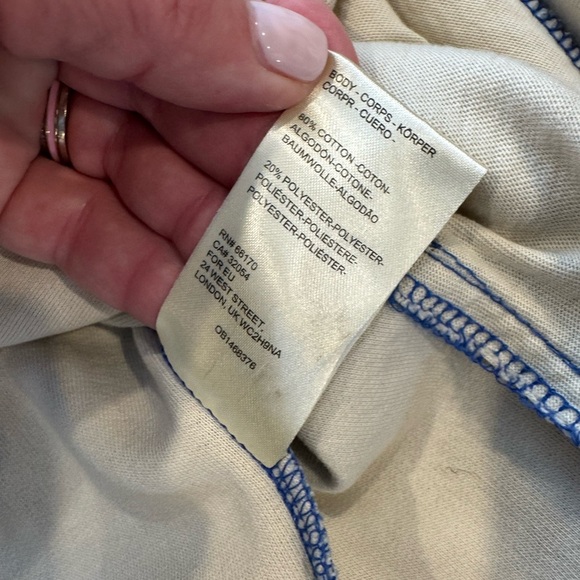 BODY - CORPS - KÖRPER
CORPR - CUERO -
80% COTTON -COTON-
ALGODÓN-COTONE-
BAUMWOLLE-ALGODÃO
20% POLYESTER-POLYESTER-
POLIÉSTER-POLIESTERE-
POLYESTER-POLIÉSTER-
RN# 66170
CA# 32054
FOR EU
24 WEST STREET,
LONDON, UK WC2H9NA
OB1468376